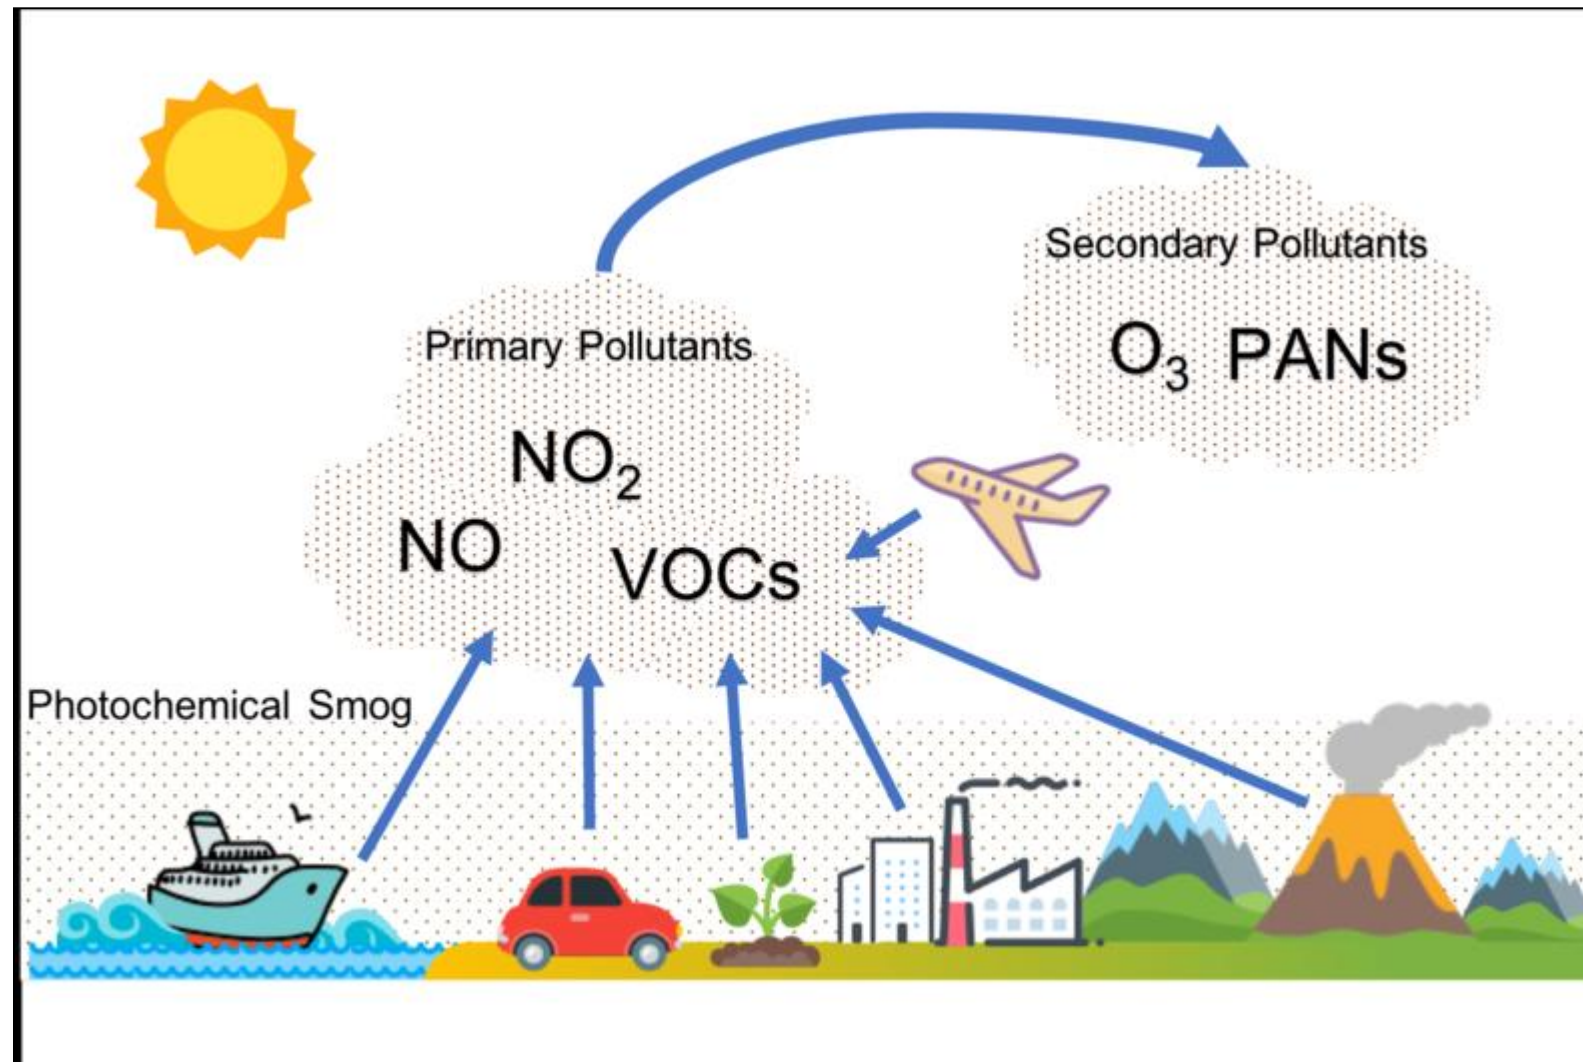 Secondary Pollutants
O₃ PANs
Primary Pollutants
NO₂
NO
VOCs
Photochemical Smog